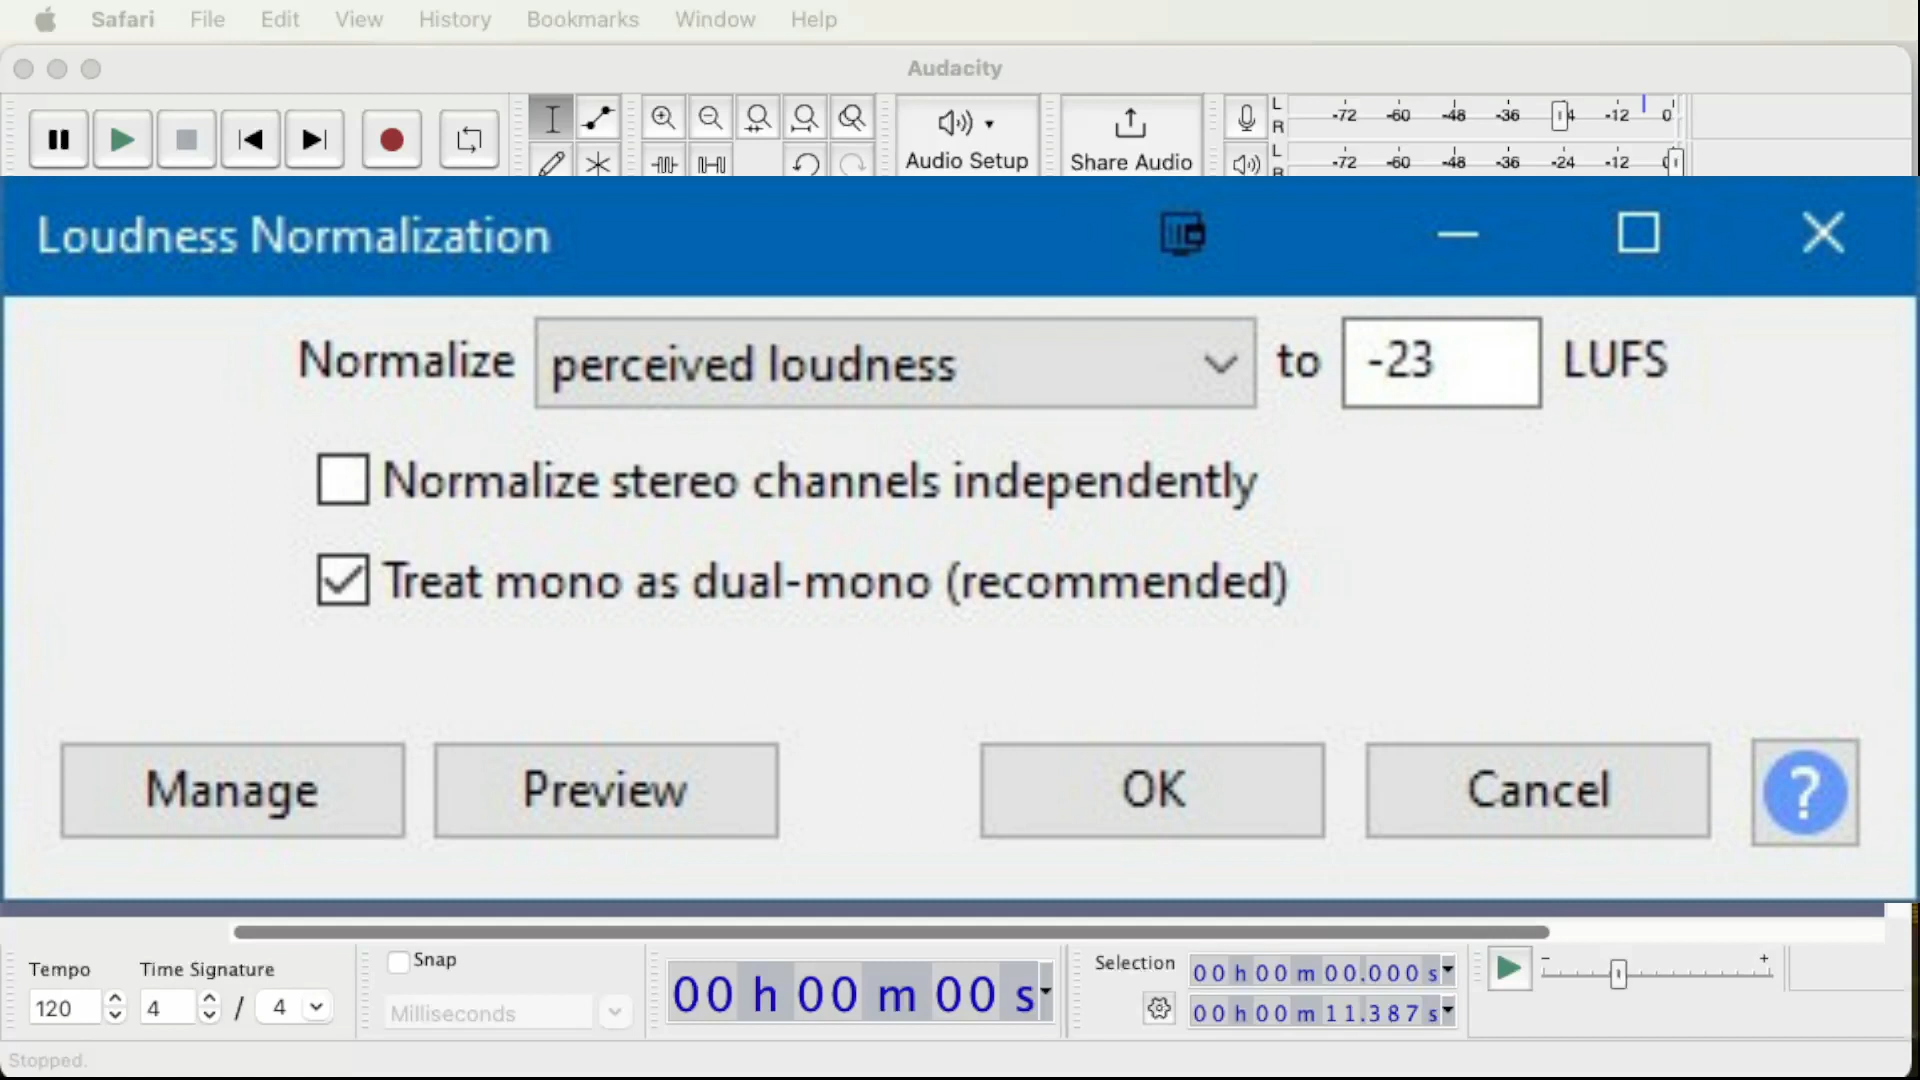 Safari File Edit View History Bookmarks Window Help
Audacity
Audio Setup
Share Audio
L
R
-72 -60 -48 -36 4 -12 0
L
R
-72 -60 -48 -36 -24 -12
Loudness Normalization
Normalize perceived loudness to -23 LUFS
Normalize stereo channels independently
Treat mono as dual-mono (recommended)
Manage Preview OK Cancel ?
Tempo
120
Time Signature
4 / 4
Snap
Milliseconds
00 h 00 m 00 s
Selection
00 h 00 m 00.000 s
00 h 00 m 11.387 s
- +
Stopped.